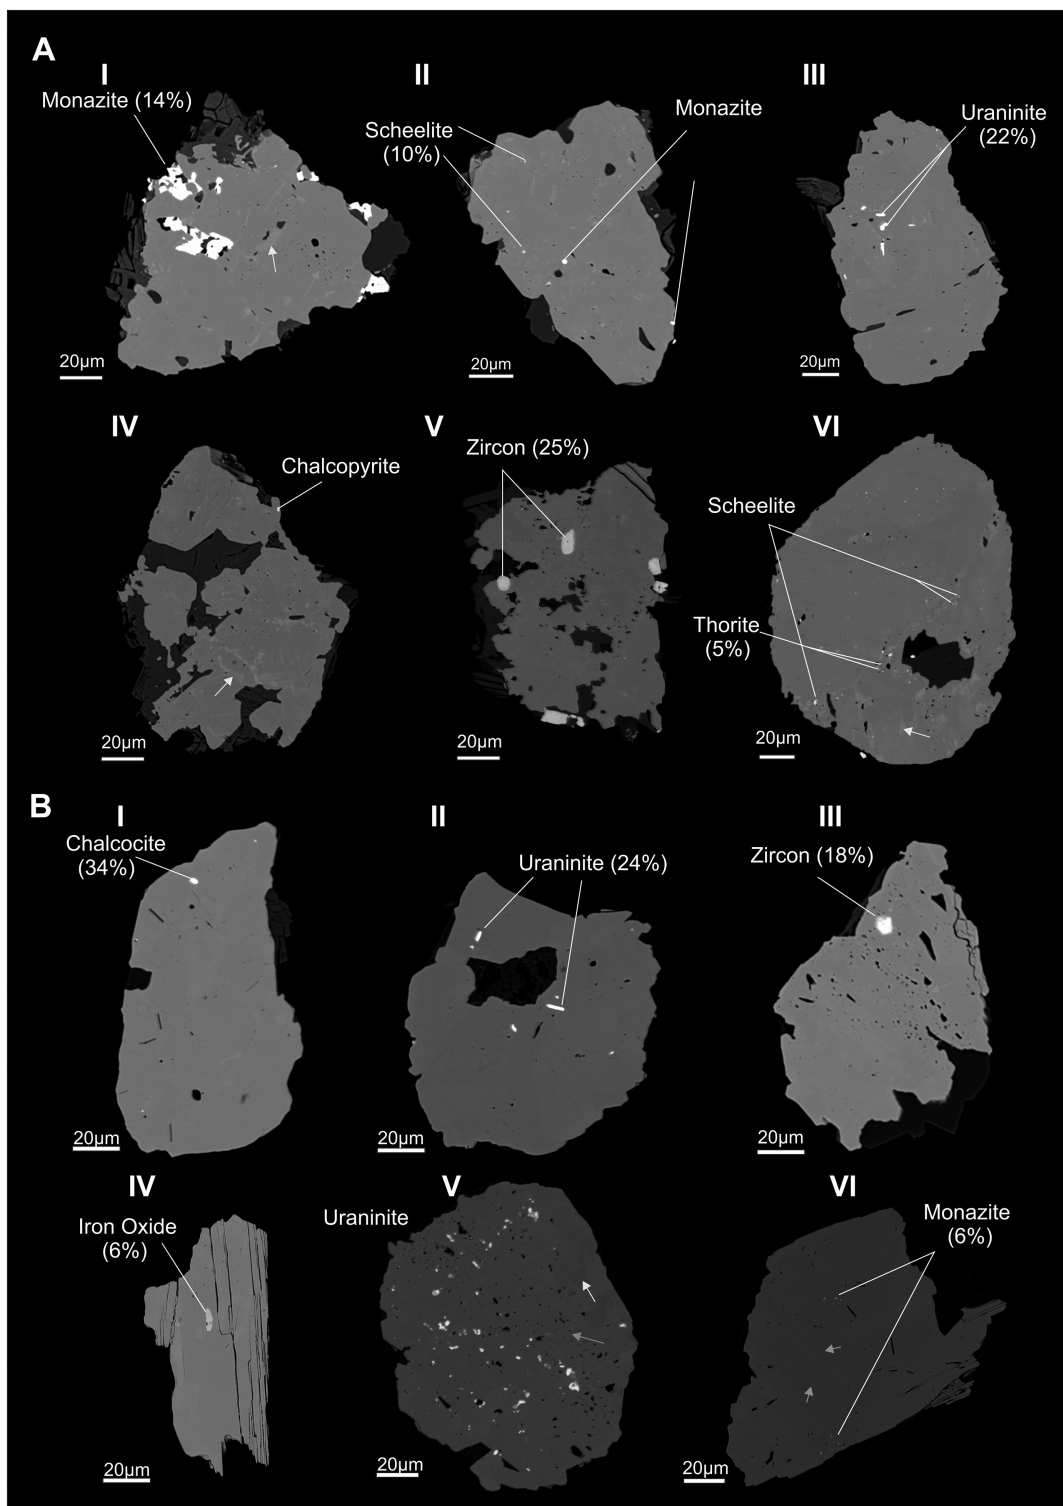 A
I
Monazite (14%)
20µm
II
Scheelite
(10%)
Monazite
20µm
III
Uraninite
(22%)
20µm
IV
Chalcopyrite
20µm
V
Zircon (25%)
20µm
VI
Scheelite
Thorite
(5%)
20µm
B
I
Chalcocite
(34%)
20µm
II
Uraninite (24%)
20µm
III
Zircon (18%)
20µm
IV
Iron Oxide
(6%)
20µm
V
Uraninite
20µm
VI
Monazite
(6%)
20µm